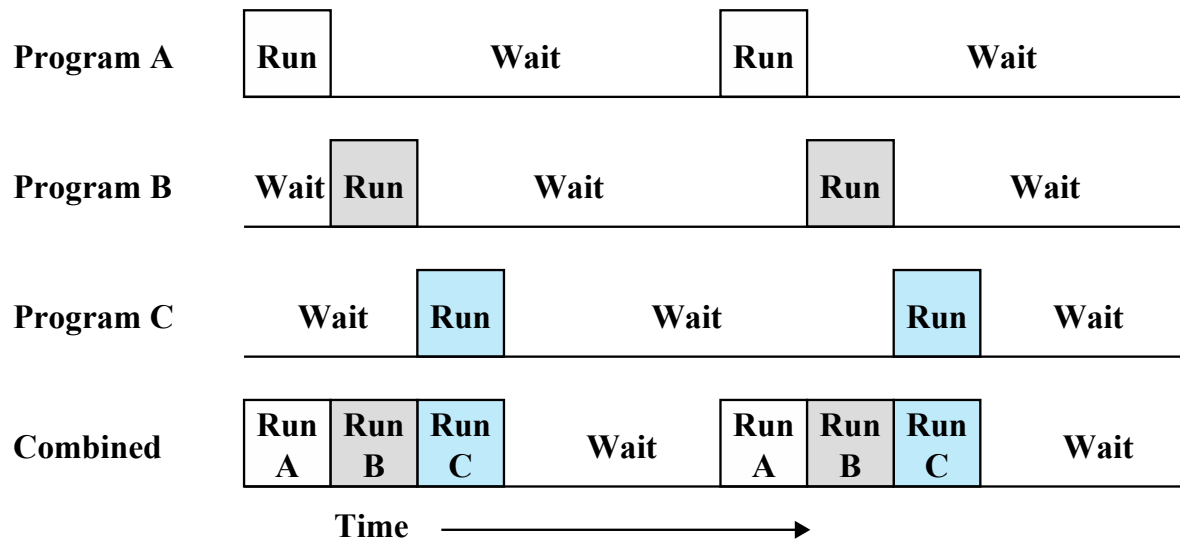 Program A Run Wait Run Wait
Program B Wait Run Wait Run Wait
Program C Wait Run Wait Run Wait
Combined Run A Run B Run C Wait Run A Run B Run C Wait
Time